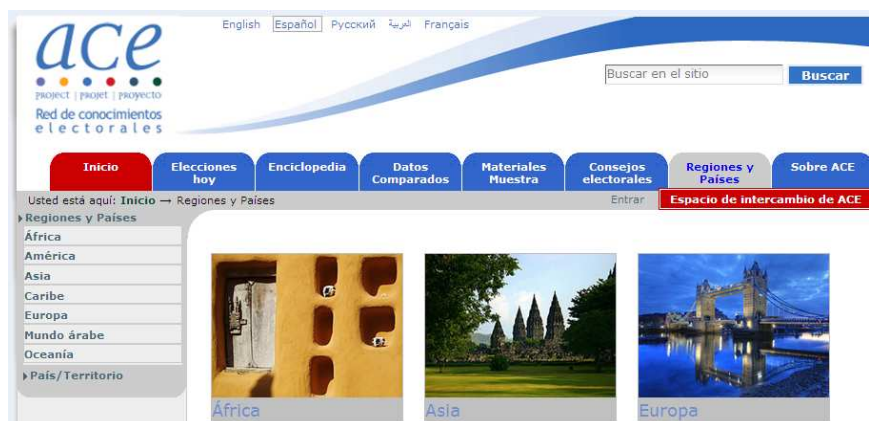 English Español Русский العربية Français
ace
project | projet | proyecto
Red de conocimientos
electorales
Buscar en el sitio Buscar
Inicio
Elecciones
hoy
Enciclopedia
Datos
Comparados
Materiales
Muestra
Consejos
electorales
Regiones y
Países
Sobre ACE
Usted está aquí: Inicio → Regiones y Países Entrar Espacio de intercambio de ACE
Regiones y Países
África
América
Asia
Caribe
Europa
Mundo árabe
Oceanía
País/Territorio
África Asia Europa